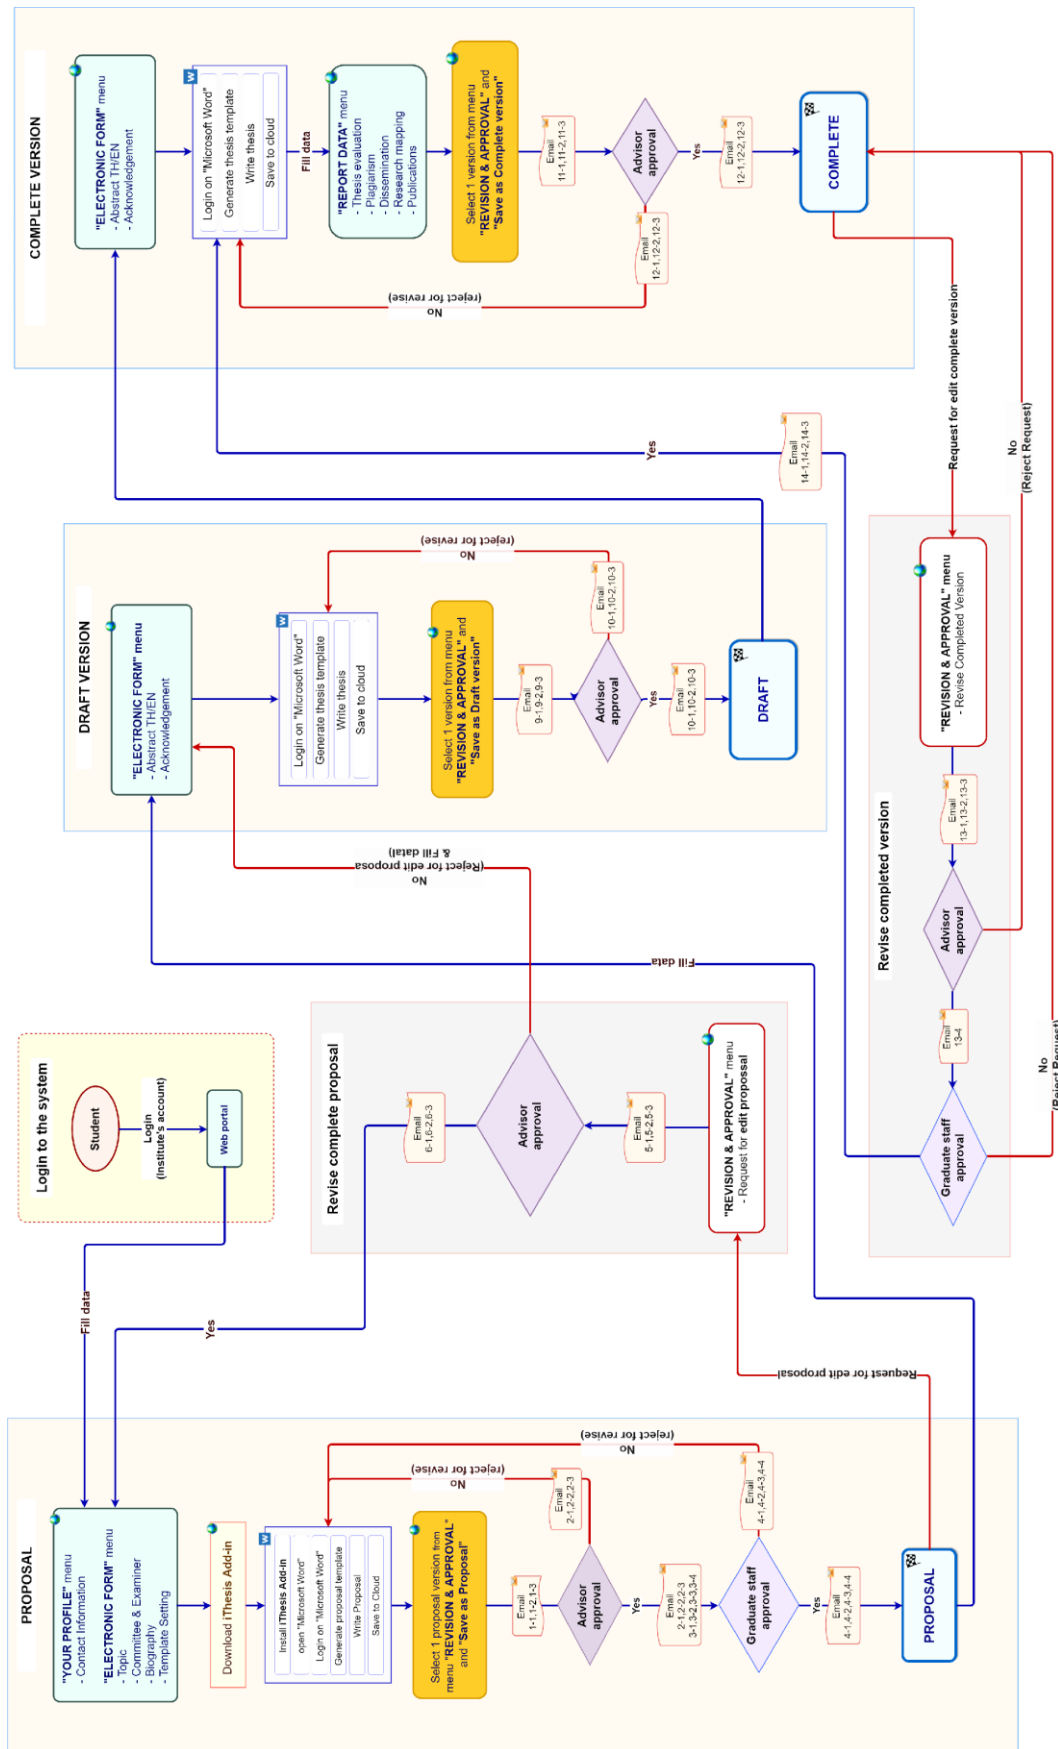 Login to the system
Student
Login
(Institute's account)
Web portal
Fill data
PROPOSAL
"YOUR PROFILE" menu
- Contact Information
"ELECTRONIC FORM" menu
- Topic
- Committee & Examiner
- Biography
- Template Setting
Download iThesis Add-in
Install iThesis Add-in
open "Microsoft Word"
Login on "Microsoft Word"
Generate proposal template
Write Proposal
Save to Cloud
Select 1 proposal version from
menu "REVISION & APPROVAL"
and "Save as Proposal"
Email
1-1,1-2,1-3
Advisor
approval
Email
2-1,2-2,2-3
No
(reject for revise)
Yes
Email
2-1,2-2,2-3
3-1,3-2,3-3,3-4
Graduate staff
approval
Email
4-1,4-2,4-3,4-4
No
(reject for revise)
Yes
Email
4-1,4-2,4-3,4-4
PROPOSAL
Request for edit proposal
Revise complete proposal
"REVISION & APPROVAL" menu
- Request for edit propossal
Email
5-1,5-2,5-3
Advisor
approval
Email
6-1,6-2,6-3
Yes
No
(Reject for edit proposa
& Fill data)
Fill data
DRAFT VERSION
"ELECTRONIC FORM" menu
- Abstract TH/EN
- Acknowledgement
Login on "Microsoft Word"
Generate thesis template
Write thesis
Save to cloud
Select 1 version from menu
"REVISION & APPROVAL" and
"Save as Draft version"
Email
9-1,9-2,9-3
Advisor
approval
Email
10-1,10-2,10-3
No
(reject for revise)
Yes
Email
10-1,10-2,10-3
DRAFT
COMPLETE VERSION
"ELECTRONIC FORM" menu
- Abstract TH/EN
- Acknowledgement
Login on "Microsoft Word"
Generate thesis template
Write thesis
Save to cloud
Fill data
"REPORT DATA" menu
- Thesis evaluation
- Plagiarism
- Dissemination
- Research mapping
- Publications
Select 1 version from menu
"REVISION & APPROVAL" and
"Save as Complete version"
Email
11-1,11-2,11-3
Advisor
approval
Email
12-1,12-2,12-3
No
(reject for revise)
Yes
Email
12-1,12-2,12-3
COMPLETE
Request for edit complete version
Revise completed version
"REVISION & APPROVAL" menu
- Revise Completed Version
Email
13-1,13-2,13-3
Advisor
approval
No
(Reject Request)
Email
13-4
Graduate staff
approval
No
(Reject Request)
Email
14-1,14-2,14-3
Yes